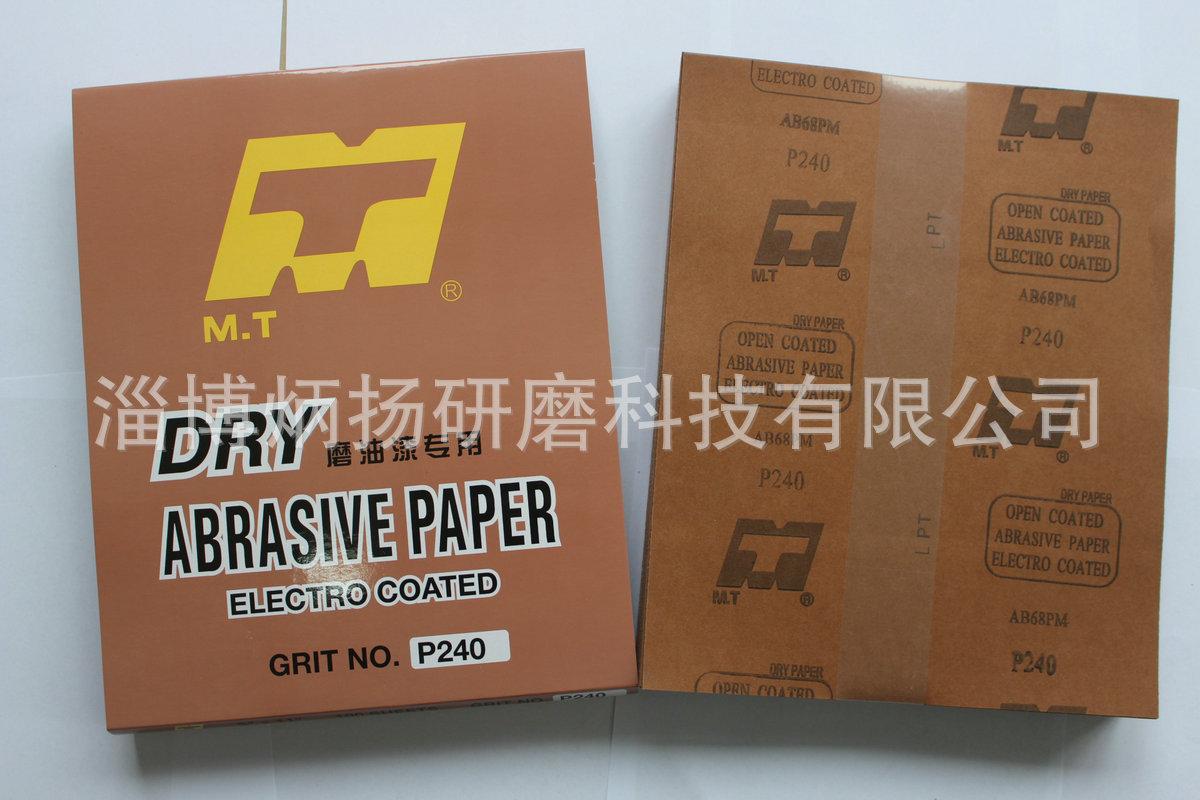 M.T
®
DRY 磨油漆专用
ABRASIVE PAPER
ELECTRO COATED
GRIT NO. P240
GRIT NO. P240
淄博炳扬研磨科技有限公司
ELECTRO COATED
AB68PM
P240
M.T ®
DRY PAPER
OPEN COATED
ABRASIVE PAPER
ELECTRO COATED
AB68PM
P240
M.T ®
DRY PAPER
OPEN COATED
LPT
LPT
M.T ®
DRY PAPER
OPEN COATED
ABRASIVE PAPER
ELECTRO COATED
AB68PM
P240
M.T ®
DRY PAPER
OPEN COATED
ABRASIVE PAPER
ELECTRO COATED
AB68PM
P240